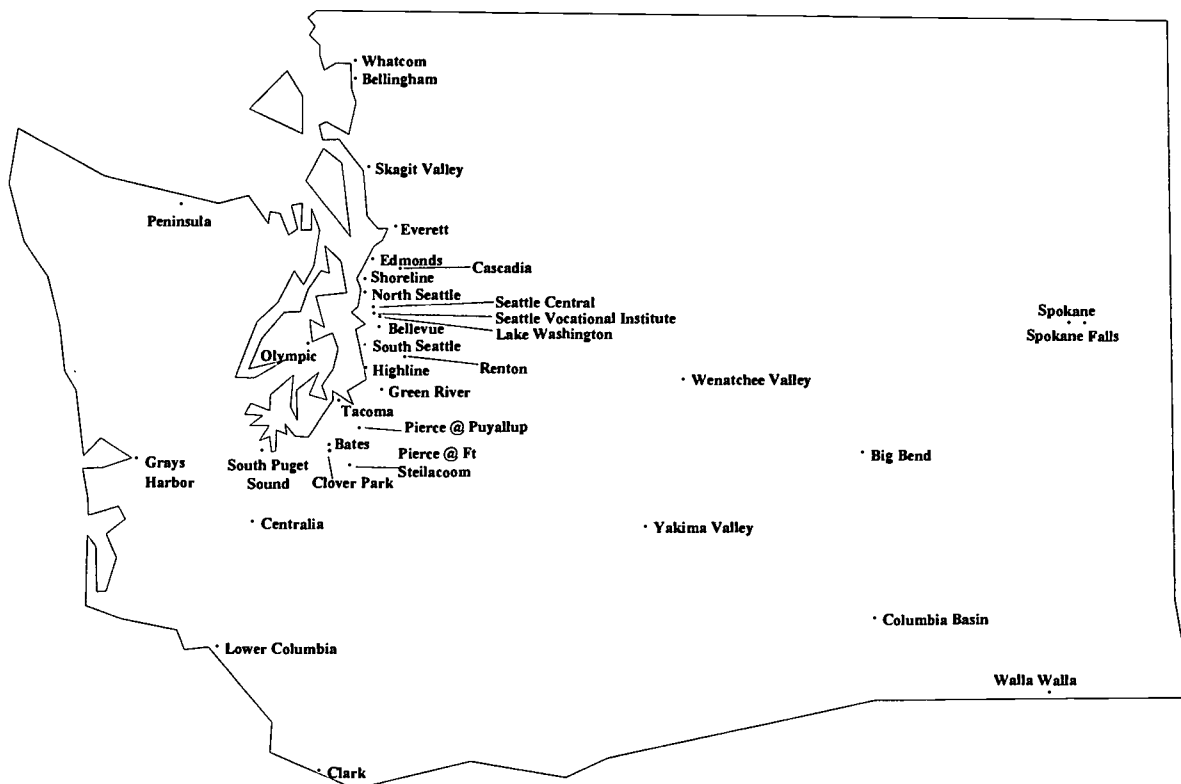 Whatcom
Bellingham
Skagit Valley
Peninsula
Everett
Edmonds
Cascadia
Shoreline
North Seattle
Seattle Central
Seattle Vocational Institute
Lake Washington
Bellevue
South Seattle
Olympic
Renton
Highline
Green River
Tacoma
Wenatchee Valley
Spokane
Spokane Falls
Pierce @ Puyallup
Bates
Pierce @ Ft
Steilacoom
Clover Park
South Puget
Sound
Grays
Harbor
Big Bend
Centralia
Yakima Valley
Columbia Basin
Lower Columbia
Walla Walla
Clark